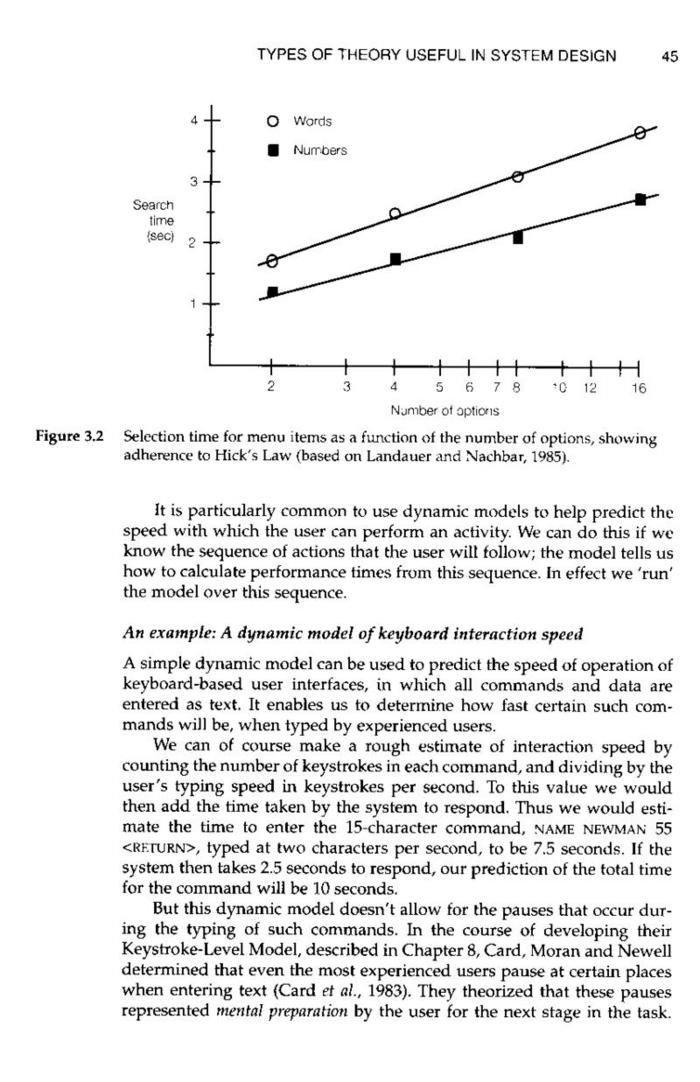 TYPES OF THEORY USEFUL IN SYSTEM DESIGN 45
4
Words
Numbers
3
Search
time
(sec)
2
1
2 3 4 5 6 7 8 10 12 16
Number of options
Figure 3.2 Selection time for menu items as a function of the number of options, showing
adherence to Hick's Law (based on Landauer and Nachbar, 1985).
It is particularly common to use dynamic models to help predict the
speed with which the user can perform an activity. We can do this if we
know the sequence of actions that the user will follow; the model tells us
how to calculate performance times from this sequence. In effect we 'run'
the model over this sequence.
An example: A dynamic model of keyboard interaction speed
A simple dynamic model can be used to predict the speed of operation of
keyboard-based user interfaces, in which all commands and data are
entered as text. It enables us to determine how fast certain such com-
mands will be, when typed by experienced users.
We can of course make a rough estimate of interaction speed by
counting the number of keystrokes in each command, and dividing by the
user's typing speed in keystrokes per second. To this value we would
then add the time taken by the system to respond. Thus we would esti-
mate the time to enter the 15-character command, NAME NEWMAN 55
<RETURN>, typed at two characters per second, to be 7.5 seconds. If the
system then takes 2.5 seconds to respond, our prediction of the total time
for the command will be 10 seconds.
But this dynamic model doesn't allow for the pauses that occur dur-
ing the typing of such commands. In the course of developing their
Keystroke-Level Model, described in Chapter 8, Card, Moran and Newell
determined that even the most experienced users pause at certain places
when entering text (Card et al., 1983). They theorized that these pauses
represented mental preparation by the user for the next stage in the task.